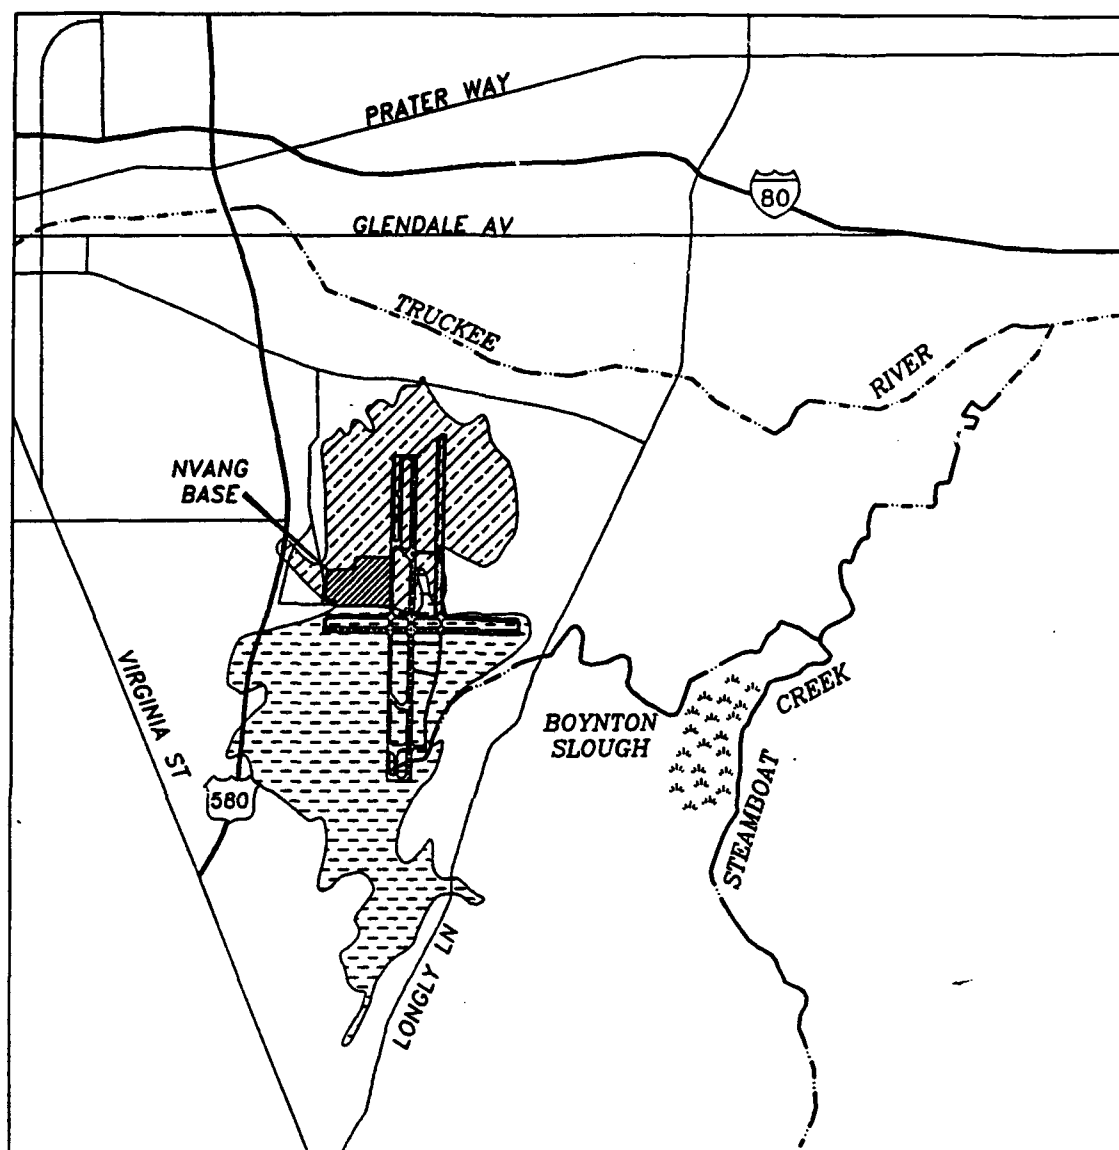 PRATER WAY
80
GLENDALE AV
TRUCKEE
RIVER
NVANG
BASE
VIRGINIA ST
580
BOYNTON
SLOUGH
CREEK
STEAMBOAT
LONGLY LN